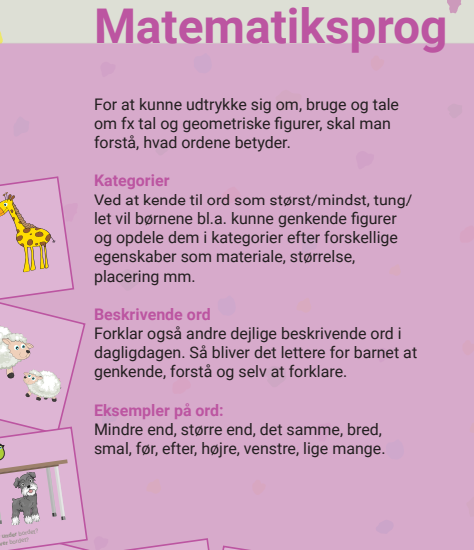 Matematiksprog
For at kunne udtrykke sig om, bruge og tale
om fx tal og geometriske figurer, skal man
forstå, hvad ordene betyder.
Kategorier
Ved at kende til ord som størst/mindst, tung/
let vil børnene bl.a. kunne genkende figurer
og opdele dem i kategorier efter forskellige
egenskaber som materiale, størrelse,
placering mm.
Beskrivende ord
Forklar også andre dejlige beskrivende ord i
dagligdagen. Så bliver det lettere for barnet at
genkende, forstå og selv at forklare.
Eksempler på ord:
Mindre end, større end, det samme, bred,
smal, før, efter, højre, venstre, lige mange.
under bordet?